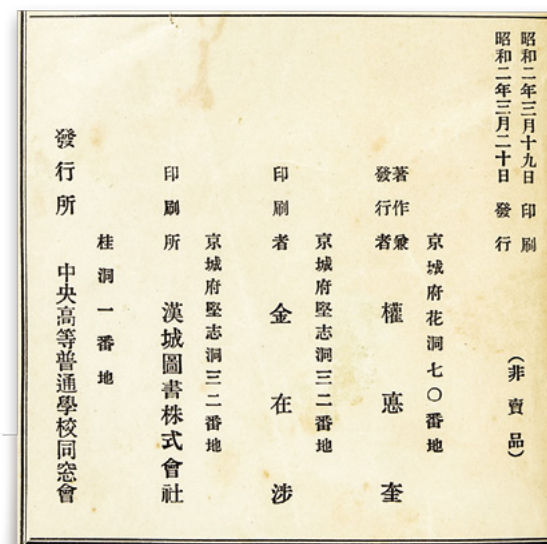 昭和二年三月十九日 印刷
昭和二年三月二十日 發行
(非賣品)
京城府花洞七〇番地
著作兼
發行者 權悳奎
京城府堅志洞三二番地
印刷者 金在涉
京城府堅志洞三二番地
印刷所 漢城圖書株式會社
桂洞一番地
發行所 中央高等普通學校同窓會